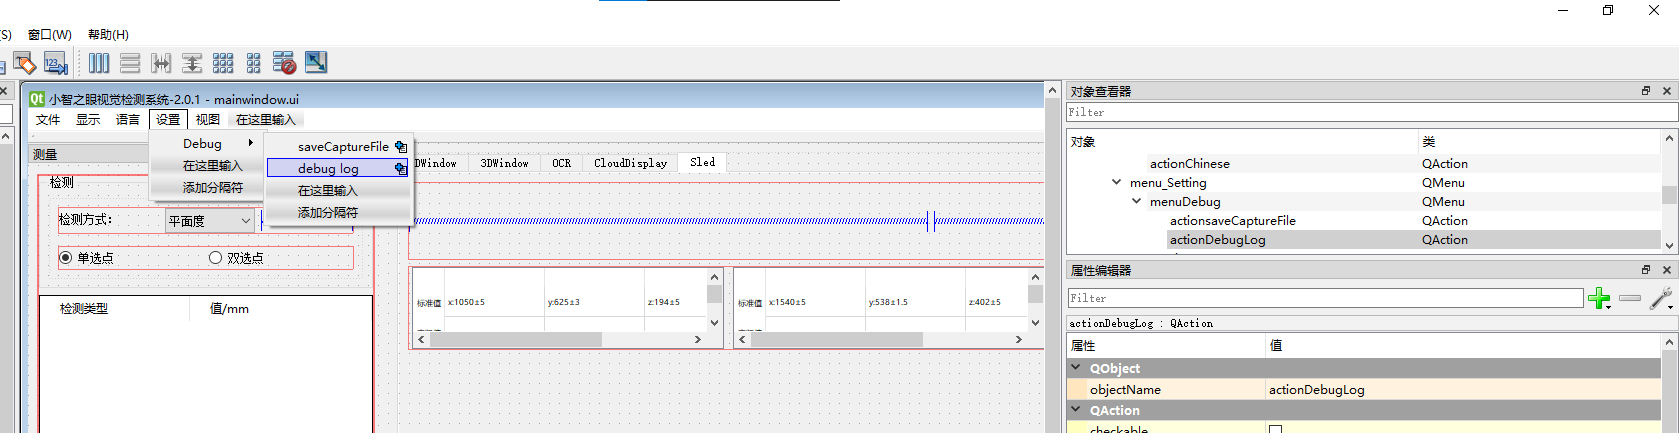 (S) 窗口(W) 帮助(H)
123
Qt 小智之眼视觉检测系统-2.0.1 - mainwindow.ui
文件 显示 语言 设置 视图 在这里输入
测量
Debug
在这里输入
添加分隔符
saveCaptureFile
debug log
在这里输入
添加分隔符
DWindow 3DWindow OCR CloudDisplay Sled
检测
检测方式: 平面度
单选点 双选点
检测类型 值/mm
标准值 x:1050±5 y:625±3 z:194±5
标准值 x:1540±5 y:538±1.5 z:402±5
对象查看器
Filter
对象 类
actionChinese QAction
menu_Setting QMenu
menuDebug QMenu
actionsaveCaptureFile QAction
actionDebugLog QAction
属性编辑器
Filter
actionDebugLog : QAction
属性 值
QObject
objectName actionDebugLog
QAction
checkable